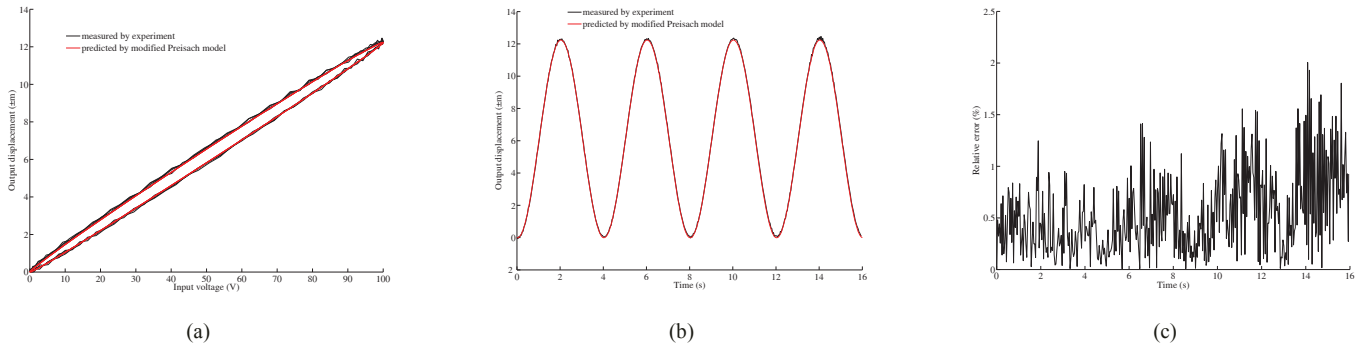 measured by experiment
predicted by modified Preisach model
Output displacement (±m)
14
12
10
8
6
4
2
0
0 10 20 30 40 50 60 70 80 90 100
Input voltage (V)
(a)
measured by experiment
predicted by modified Preisach model
Output displacement (±m)
14
12
10
8
6
4
2
0
2
0 2 4 6 8 10 12 14 16
Time (s)
(b)
Relative error (%)
2.5
2
1.5
1
0.5
0
0 2 4 6 8 10 12 14 16
Time (s)
(c)